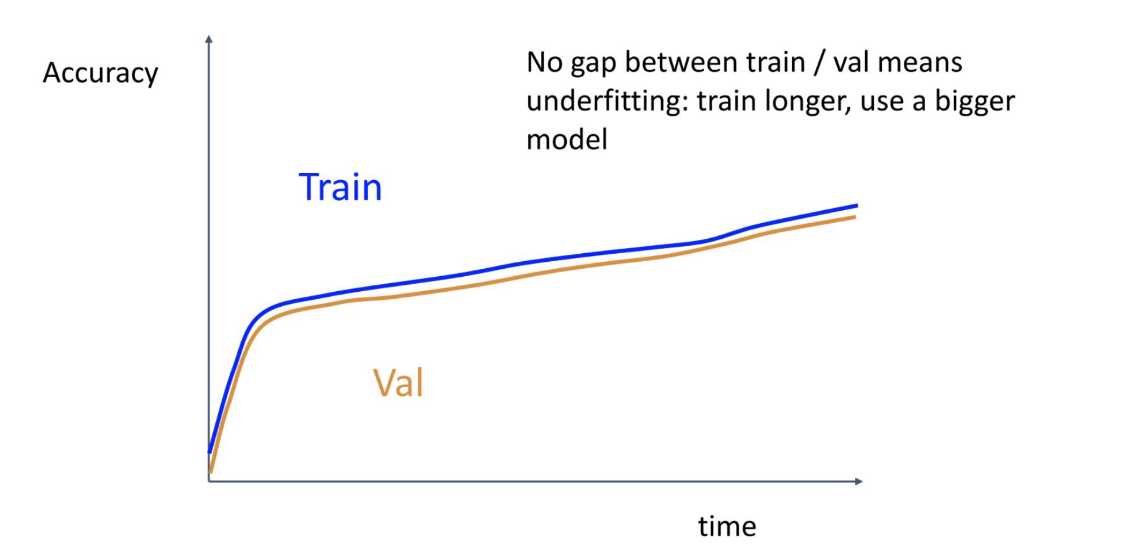 Accuracy
No gap between train / val means
underfitting: train longer, use a bigger
model
Train
Val
time